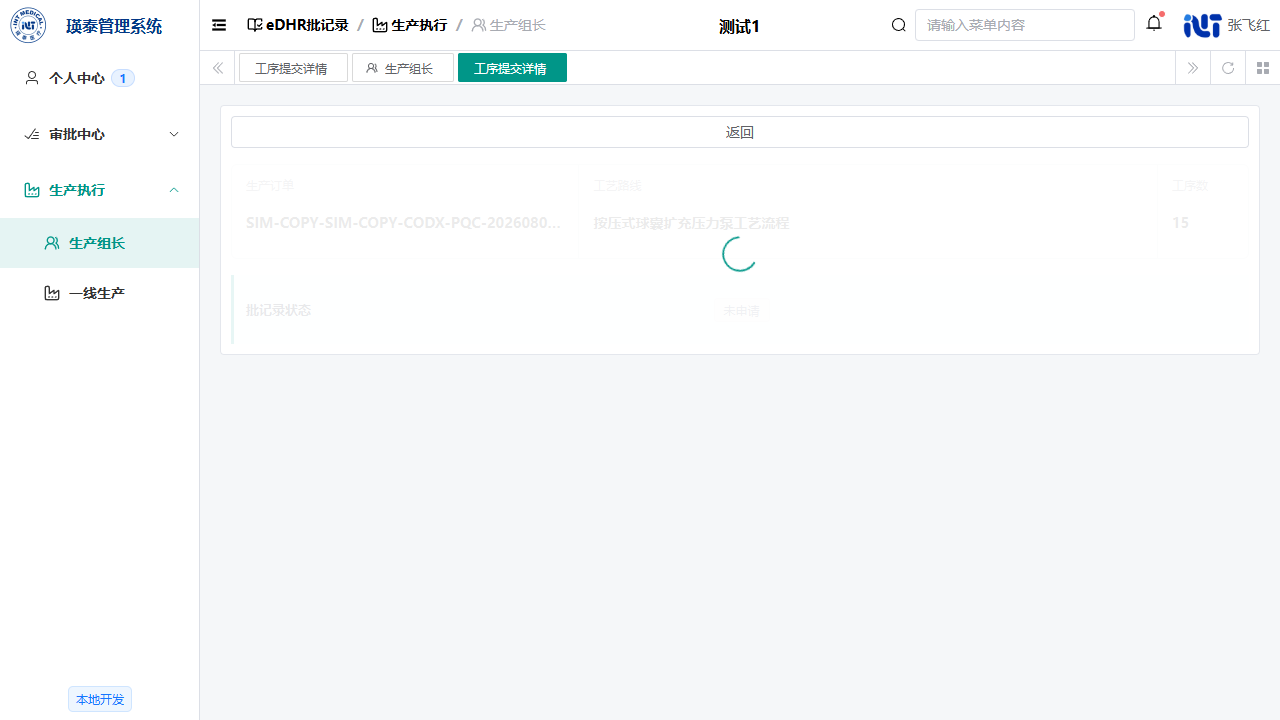 瑛泰管理系统
eDHR批记录 / 生产执行 / 生产组长
测试1
请输入菜单内容
张飞红
个人中心 1
审批中心
生产执行
生产组长
一线生产
本地开发
工序提交详情
生产组长
工序提交详情
返回
生产订单
工艺路线
工序数
SIM-COPY-SIM-COPY-CODX-PQC-2026080...
按压式球囊扩充压力泵工艺流程
15
批记录状态
未申请